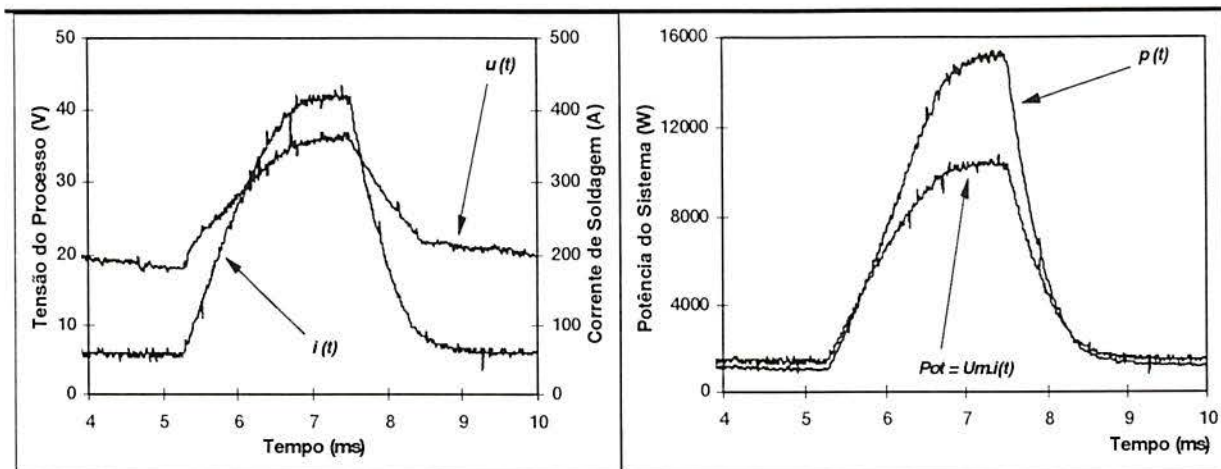 50
40
30
20
10
0
Tensão do Processo (V)
500
400
300
200
100
0
Corrente de Soldagem (A)
u (t)
i (t)
4 5 6 7 8 9 10
Tempo (ms)
16000
12000
8000
4000
0
Potência do Sistema (W)
p (t)
Pot = Um.i(t)
4 5 6 7 8 9 10
Tempo (ms)